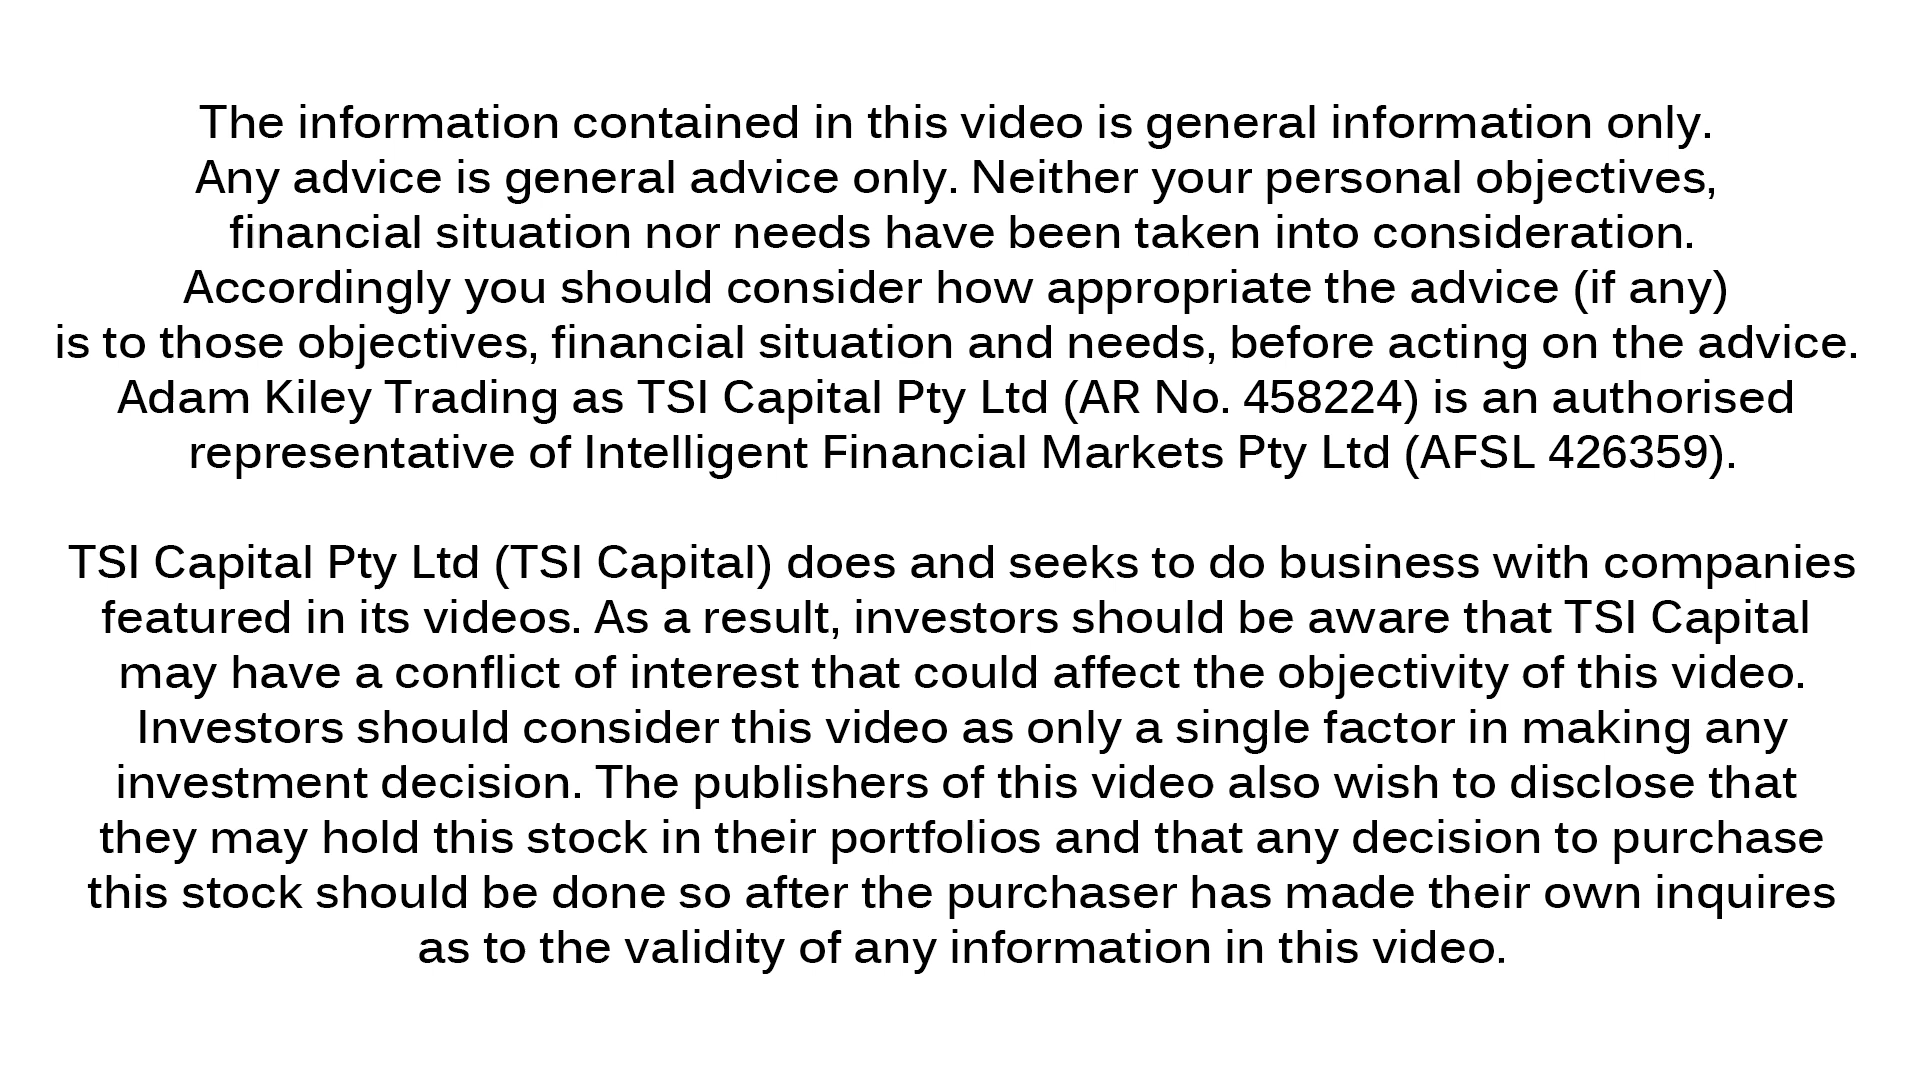 The information contained in this video is general information only.
Any advice is general advice only. Neither your personal objectives,
financial situation nor needs have been taken into consideration.
Accordingly you should consider how appropriate the advice (if any)
is to those objectives, financial situation and needs, before acting on the advice.
Adam Kiley Trading as TSI Capital Pty Ltd (AR No. 458224) is an authorised
representative of Intelligent Financial Markets Pty Ltd (AFSL 426359).
TSI Capital Pty Ltd (TSI Capital) does and seeks to do business with companies
featured in its videos. As a result, investors should be aware that TSI Capital
may have a conflict of interest that could affect the objectivity of this video.
Investors should consider this video as only a single factor in making any
investment decision. The publishers of this video also wish to disclose that
they may hold this stock in their portfolios and that any decision to purchase
this stock should be done so after the purchaser has made their own inquires
as to the validity of any information in this video.